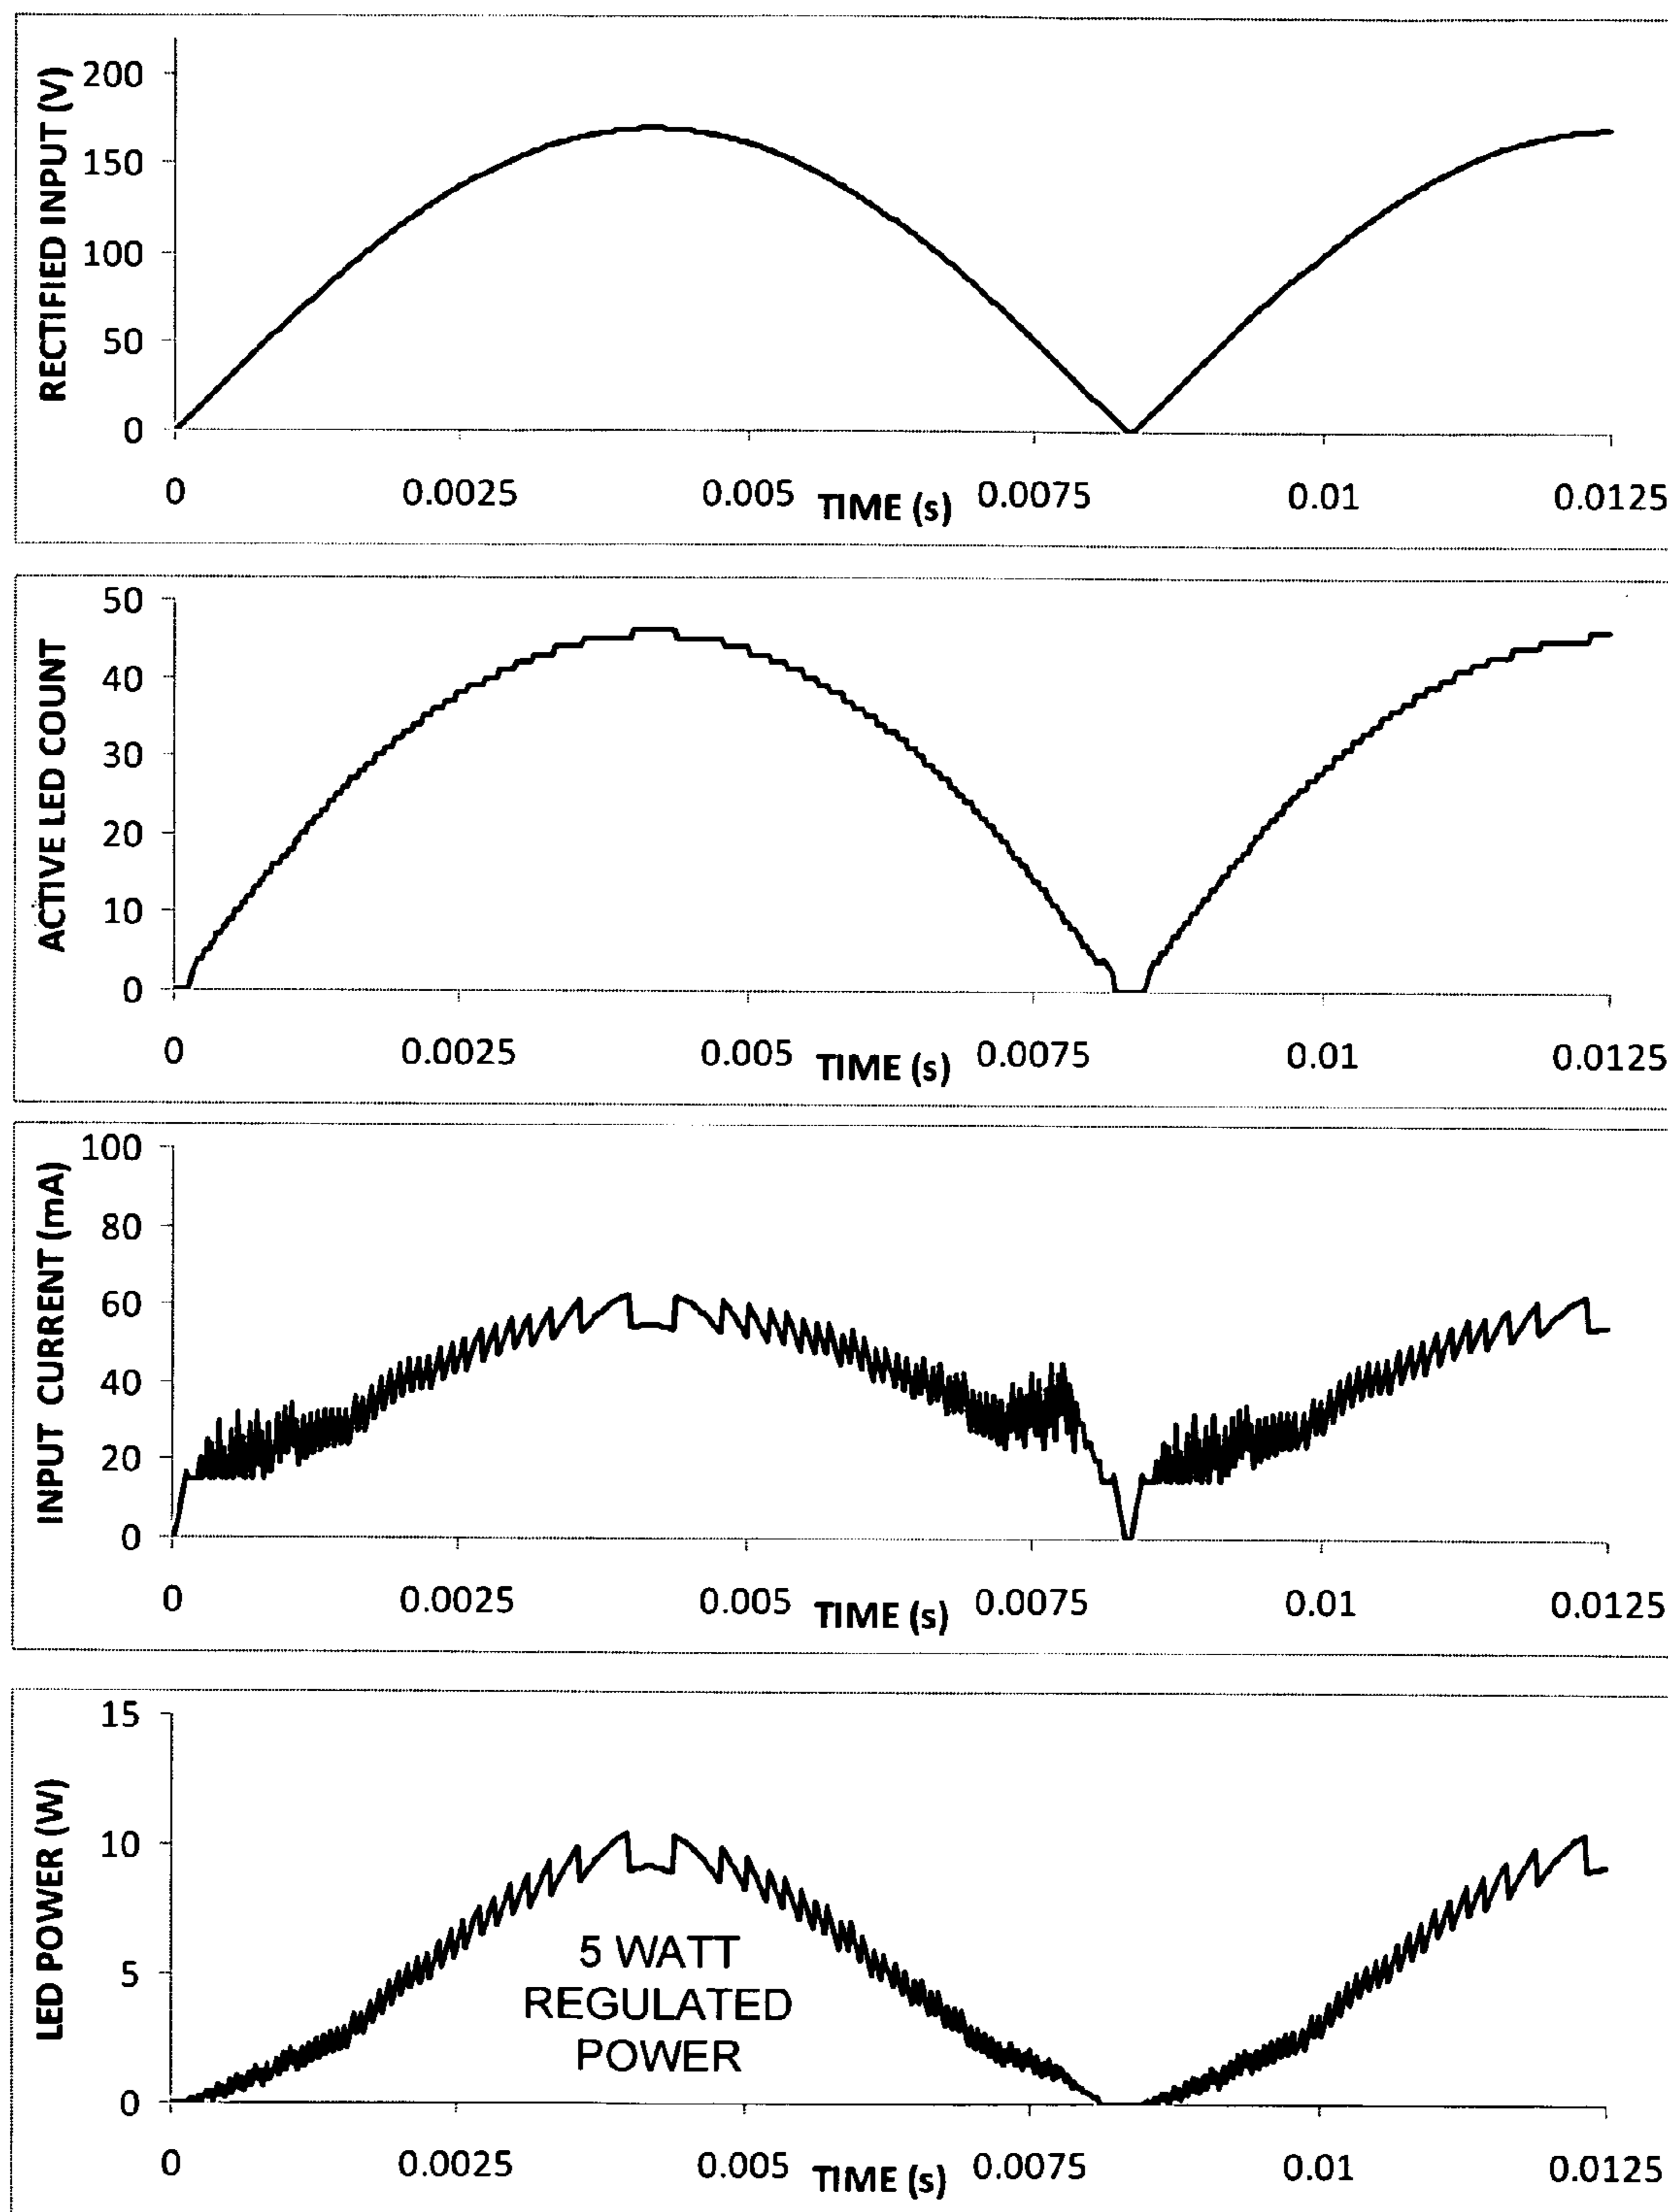 RECTIFIED INPUT (V)
200
150
100
50
0
0 0.0025 0.005 TIME (s) 0.0075 0.01 0.0125
ACTIVE LED COUNT
50
40
30
20
10
0
0 0.0025 0.005 TIME (s) 0.0075 0.01 0.0125
INPUT CURRENT (mA)
100
80
60
40
20
0
0 0.0025 0.005 TIME (s) 0.0075 0.01 0.0125
LED POWER (W)
15
10
5
0
5 WATT
REGULATED
POWER
0 0.0025 0.005 TIME (s) 0.0075 0.01 0.0125